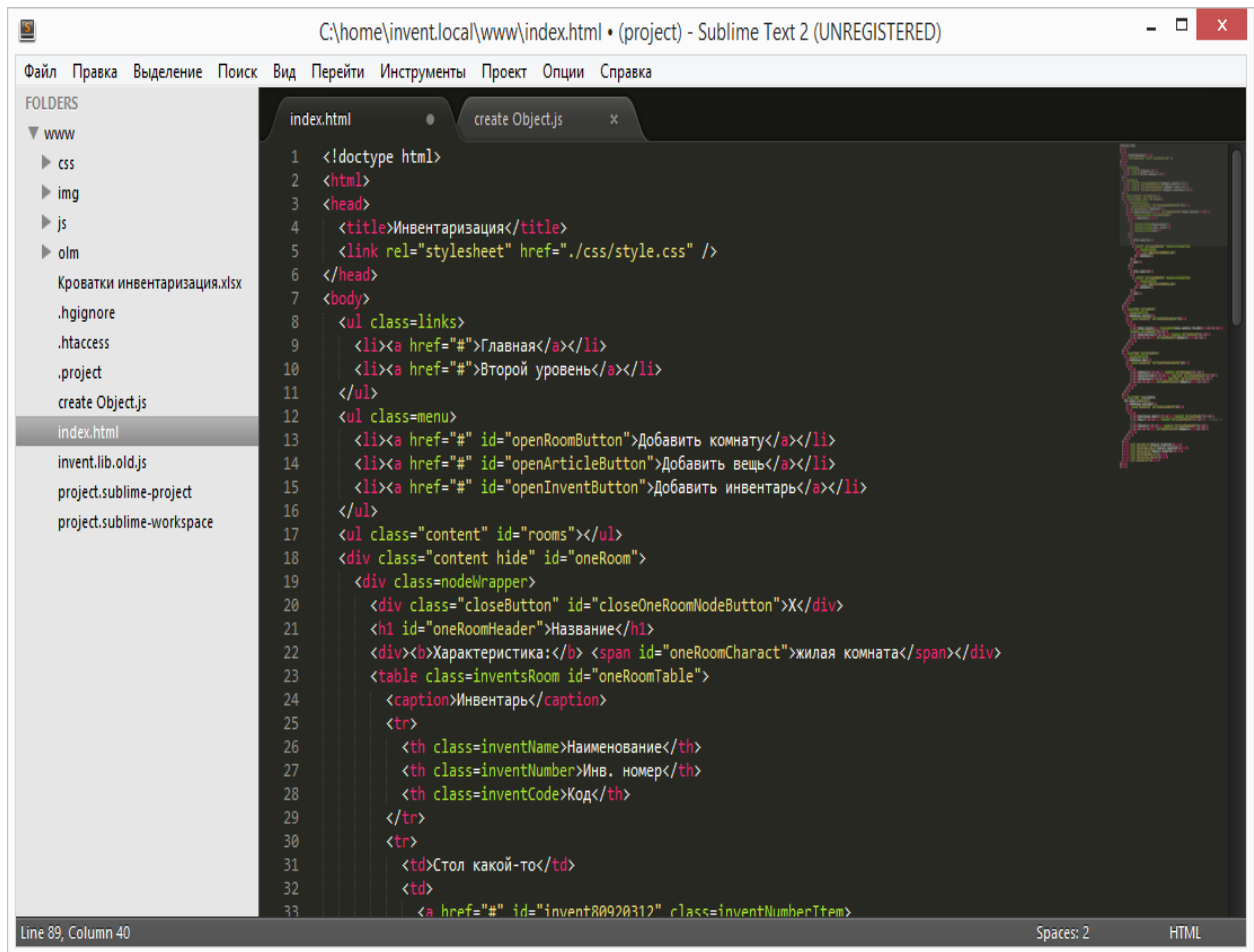 C:\home\invent.local\www\index.html • (project) - Sublime Text 2 (UNREGISTERED)
Файл Правка Выделение Поиск Вид Перейти Инструменты Проект Опции Справка
FOLDERS
www
css
img
js
olm
Кроватки инвентаризация.xlsx
.hgignore
.htaccess
.project
create Object.js
index.html
invent.lib.old.js
project.sublime-project
project.sublime-workspace
index.html
create Object.js
1 <!doctype html>
2 <html>
3 <head>
4 <title>Инвентаризация</title>
5 <link rel="stylesheet" href="./css/style.css" />
6 </head>
7 <body>
8 <ul class=links>
9 <li><a href="#">Главная</a></li>
10 <li><a href="#">Второй уровень</a></li>
11 </ul>
12 <ul class=menu>
13 <li><a href="#" id="openRoomButton">Добавить комнату</a></li>
14 <li><a href="#" id="openArticleButton">Добавить вещь</a></li>
15 <li><a href="#" id="openInventButton">Добавить инвентарь</a></li>
16 </ul>
17 <ul class="content" id="rooms"></ul>
18 <div class="content hide" id="oneRoom">
19 <div class=nodeWrapper>
20 <div class="closeButton" id="closeOneRoomNodeButton">X</div>
21 <h1 id="oneRoomHeader">Название</h1>
22 <div><b>Характеристика:</b> <span id="oneRoomCharact">жилая комната</span></div>
23 <table class=inventsRoom id="oneRoomTable">
24 <caption>Инвентарь</caption>
25 <tr>
26 <th class=inventName>Наименование</th>
27 <th class=inventNumber>Инв. номер</th>
28 <th class=inventCode>Код</th>
29 </tr>
30 <tr>
31 <td>Стол какой-то</td>
32 <td>
33 <a href="#" id="invent80920312" class=inventNumberItem>
Line 89, Column 40
Spaces: 2
HTML